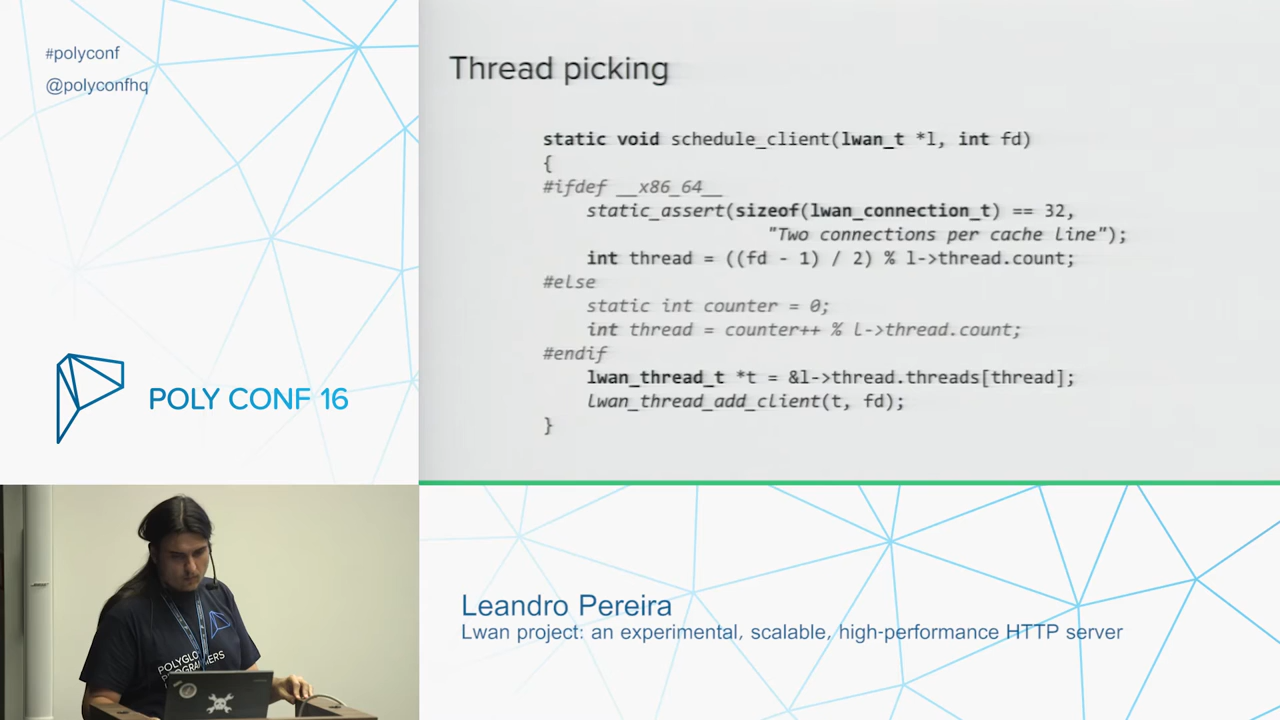 #polyconf
@polyconfhq
POLY CONF 16
Thread picking
static void schedule_client(lwan_t *l, int fd)
{
#ifdef __x86_64__
static_assert(sizeof(lwan_connection_t) == 32,
"Two connections per cache line");
int thread = ((fd - 1) / 2) % l->thread.count;
#else
static int counter = 0;
int thread = counter++ % l->thread.count;
#endif
lwan_thread_t *t = &l->thread.threads[thread];
lwan_thread_add_client(t, fd);
}
Leandro Pereira
Lwan project: an experimental, scalable, high-performance HTTP server